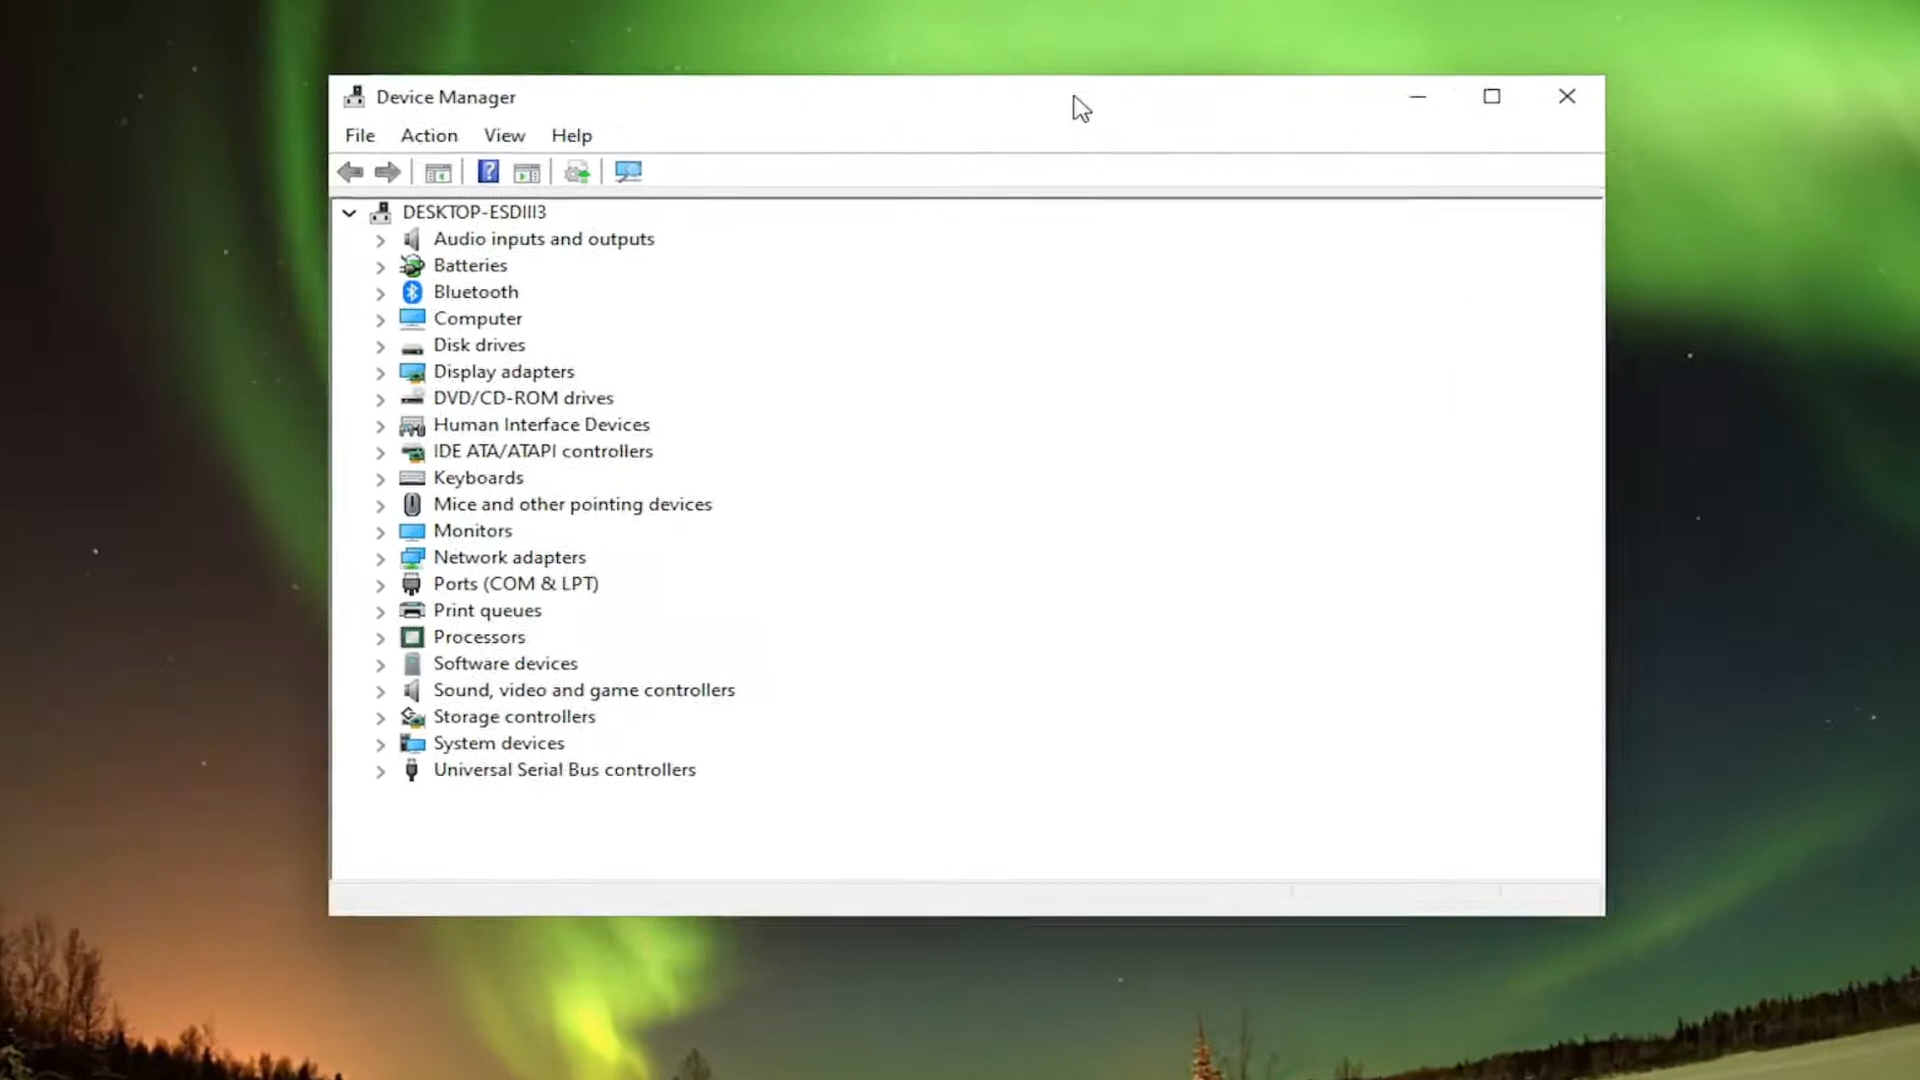 Device Manager
File Action View Help
DESKTOP-ESDIII3
Audio inputs and outputs
Batteries
Bluetooth
Computer
Disk drives
Display adapters
DVD/CD-ROM drives
Human Interface Devices
IDE ATA/ATAPI controllers
Keyboards
Mice and other pointing devices
Monitors
Network adapters
Ports (COM & LPT)
Print queues
Processors
Software devices
Sound, video and game controllers
Storage controllers
System devices
Universal Serial Bus controllers